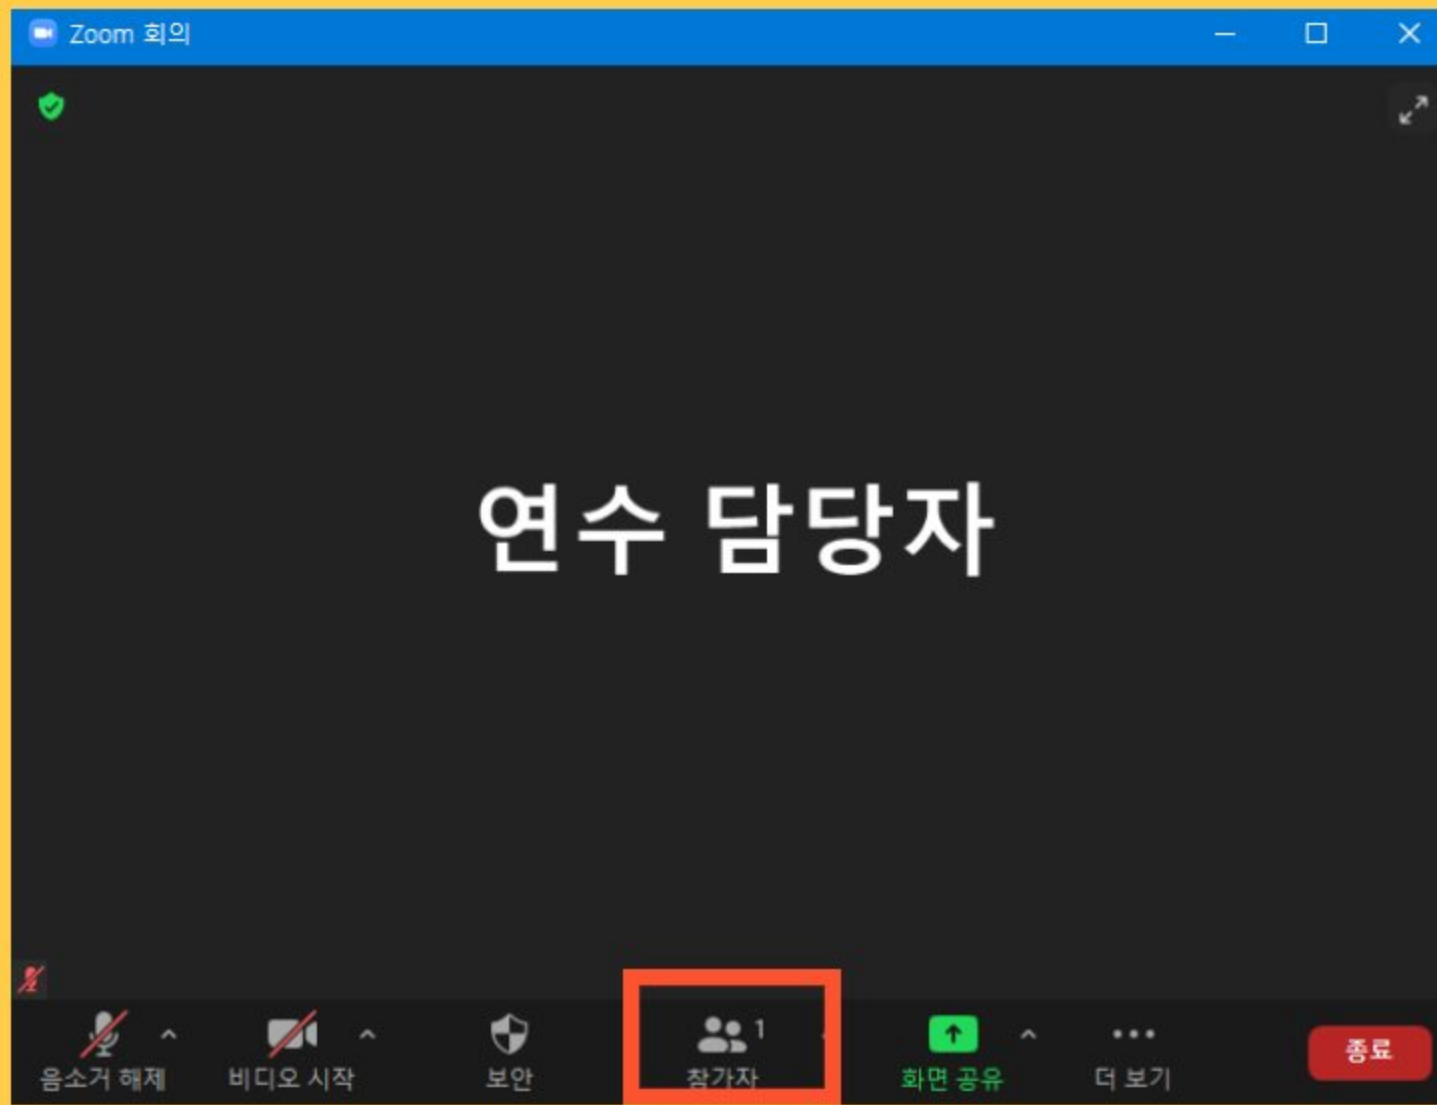 Zoom 회의
연수 담당자
1
음소거 해제
비디오 시작
보안
참가자
화면 공유
더 보기
종료